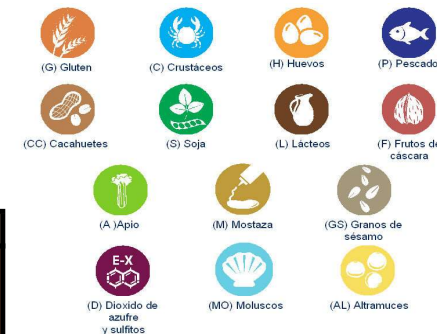 (G) Gluten
(C) Crustáceos
(H) Huevos
(P) Pescado
(CC) Cacahuetes
(S) Soja
(L) Lácteos
(F) Frutos de
cáscara
(A )Apio
(M) Mostaza
(GS) Granos de
sésamo
E-X
(D) Dioxido de
azufre
y sulfitos
(MO) Moluscos
(AL) Altramuces